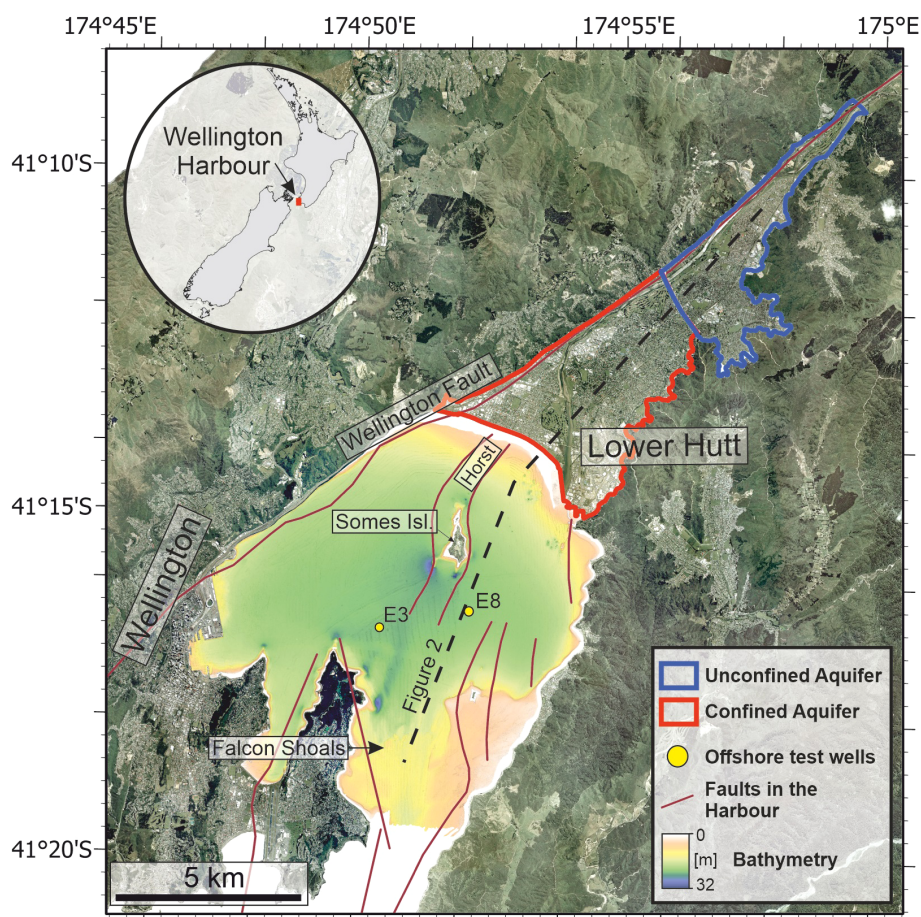 174°45'E
174°50'E
174°55'E
175°E
41°10'S
41°15'S
41°20'S
Wellington
Harbour
Wellington Fault
Horst
Lower Hutt
Somes Isl.
Wellington
E3
E8
Figure 2
Falcon Shoals
5 km
Unconfined Aquifer
Confined Aquifer
Offshore test wells
Faults in the
Harbour
0
[m]
32
Bathymetry